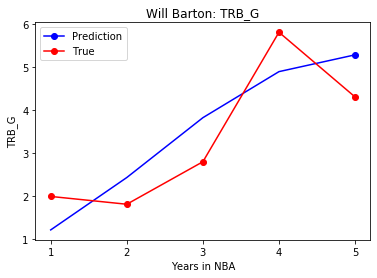 Will Barton: TRB_G
Prediction
True
6
5
4
3
2
1
TRB_G
1 2 3 4 5
Years in NBA